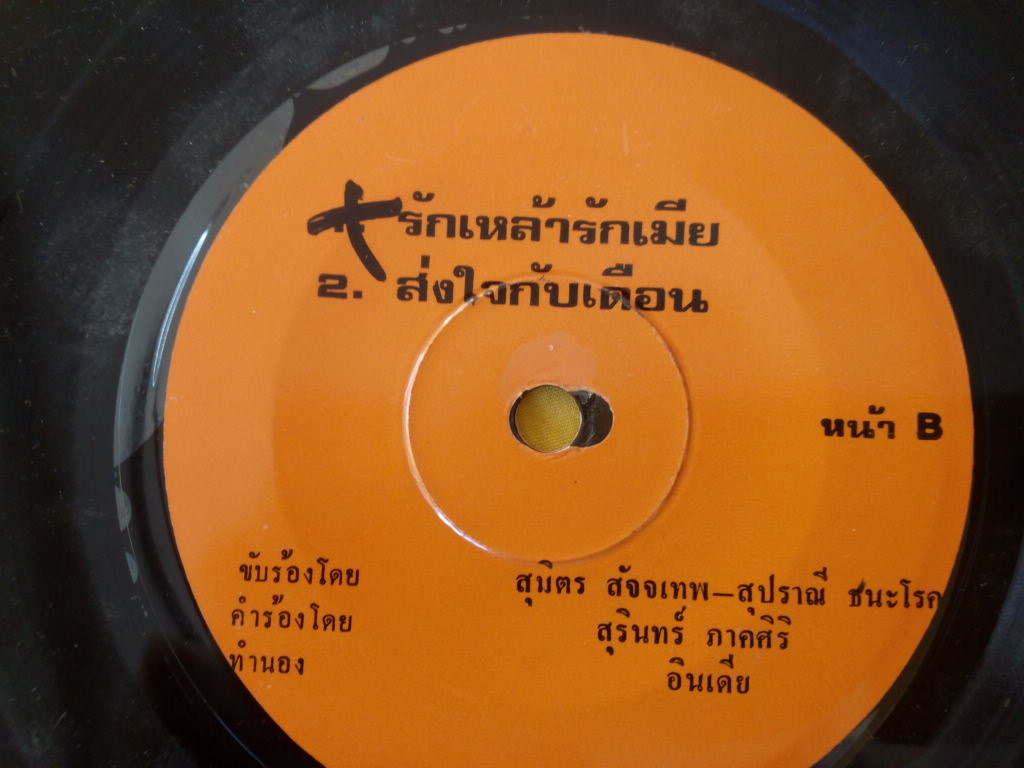 รักเหล้ารักเมีย
2. ส่งใจกับเดือน
หน้า B
ขับร้องโดย สุมิตร สัจจเทพ–สุปราณี ชนะโรค
คำร้องโดย สุรินทร์ ภาคศิริ
ทำนอง อินเดีย